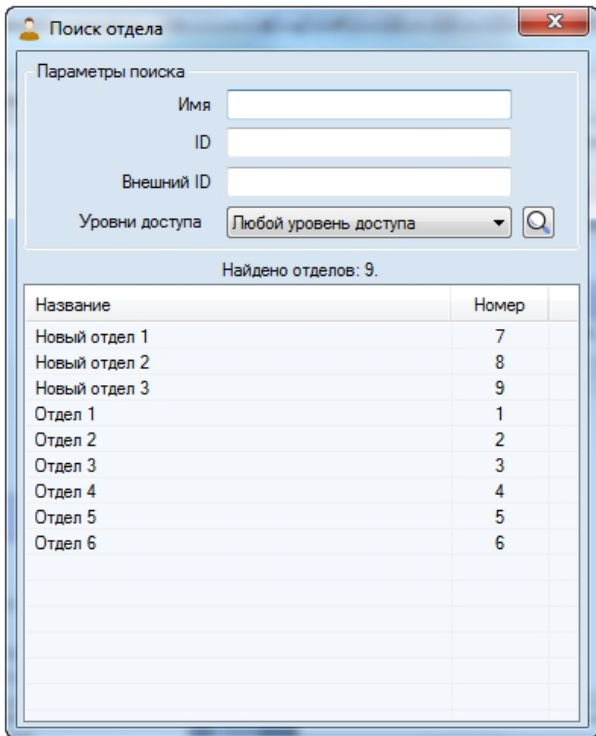 Поиск отдела
Параметры поиска
Имя
ID
Внешний ID
Уровни доступа Любой уровень доступа
Найдено отделов: 9.
Название Номер
Новый отдел 1 7
Новый отдел 2 8
Новый отдел 3 9
Отдел 1 1
Отдел 2 2
Отдел 3 3
Отдел 4 4
Отдел 5 5
Отдел 6 6